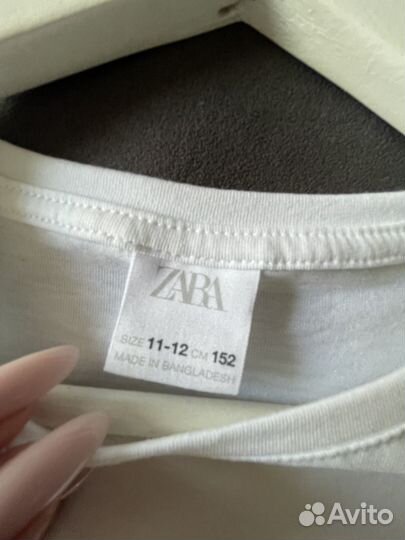 ZARA
SIZE 11-12 CM 152
MADE IN BANGLADESH
Avito